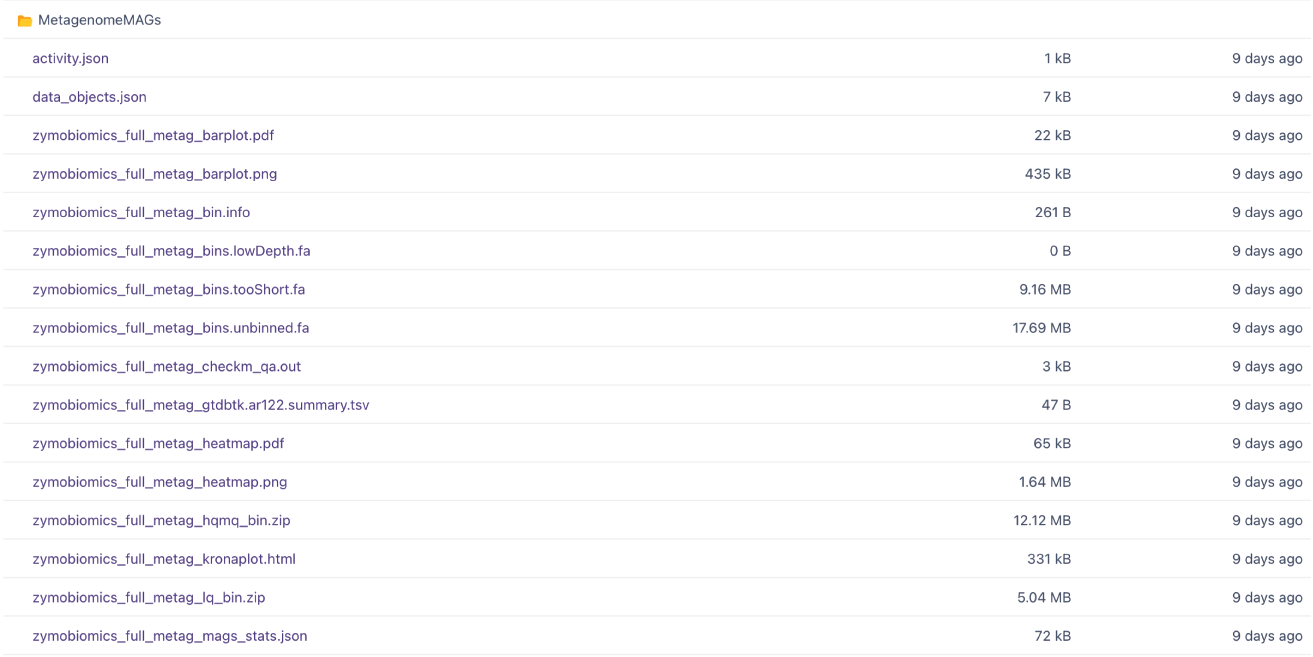 MetagenomeMAGs
activity.json 1 kB 9 days ago
data_objects.json 7 kB 9 days ago
zymobiomics_full_metag_barplot.pdf 22 kB 9 days ago
zymobiomics_full_metag_barplot.png 435 kB 9 days ago
zymobiomics_full_metag_bin.info 261 B 9 days ago
zymobiomics_full_metag_bins.lowDepth.fa 0 B 9 days ago
zymobiomics_full_metag_bins.tooShort.fa 9.16 MB 9 days ago
zymobiomics_full_metag_bins.unbinned.fa 17.69 MB 9 days ago
zymobiomics_full_metag_checkm_qa.out 3 kB 9 days ago
zymobiomics_full_metag_gtdbtk.ar122.summary.tsv 47 B 9 days ago
zymobiomics_full_metag_heatmap.pdf 65 kB 9 days ago
zymobiomics_full_metag_heatmap.png 1.64 MB 9 days ago
zymobiomics_full_metag_hqmq_bin.zip 12.12 MB 9 days ago
zymobiomics_full_metag_kronaplot.html 331 kB 9 days ago
zymobiomics_full_metag_lq_bin.zip 5.04 MB 9 days ago
zymobiomics_full_metag_mags_stats.json 72 kB 9 days ago